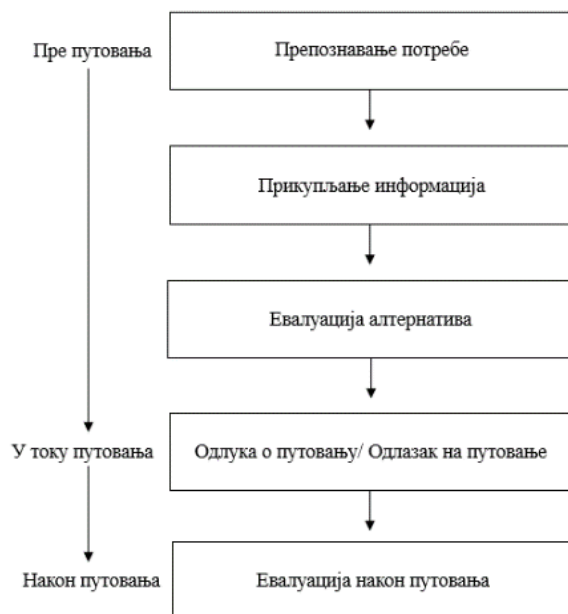 Пре путовања
Препознавање потребе
Прикупљање информација
Евалуација алтернатива
У току путовања
Одлука о путовању/ Одлазак на путовање
Након путовања
Евалуација након путовања